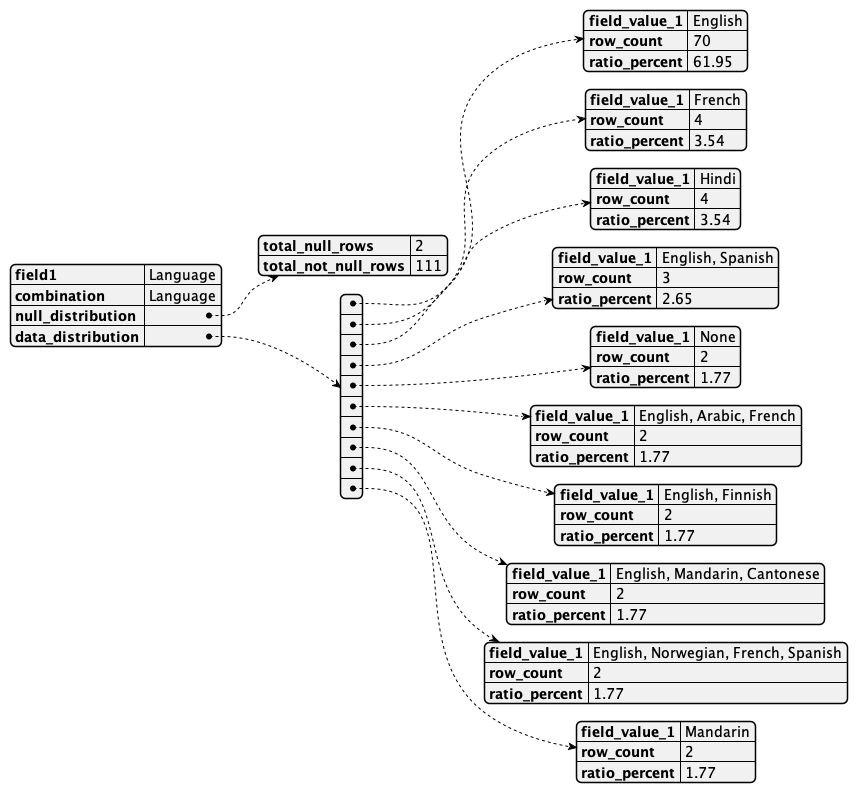 field1 Language
combination Language
null_distribution
data_distribution
total_null_rows 2
total_not_null_rows 111
field_value_1 English
row_count 70
ratio_percent 61.95
field_value_1 French
row_count 4
ratio_percent 3.54
field_value_1 Hindi
row_count 4
ratio_percent 3.54
field_value_1 English, Spanish
row_count 3
ratio_percent 2.65
field_value_1 None
row_count 2
ratio_percent 1.77
field_value_1 English, Arabic, French
row_count 2
ratio_percent 1.77
field_value_1 English, Finnish
row_count 2
ratio_percent 1.77
field_value_1 English, Mandarin, Cantonese
row_count 2
ratio_percent 1.77
field_value_1 English, Norwegian, French, Spanish
row_count 2
ratio_percent 1.77
field_value_1 Mandarin
row_count 2
ratio_percent 1.77